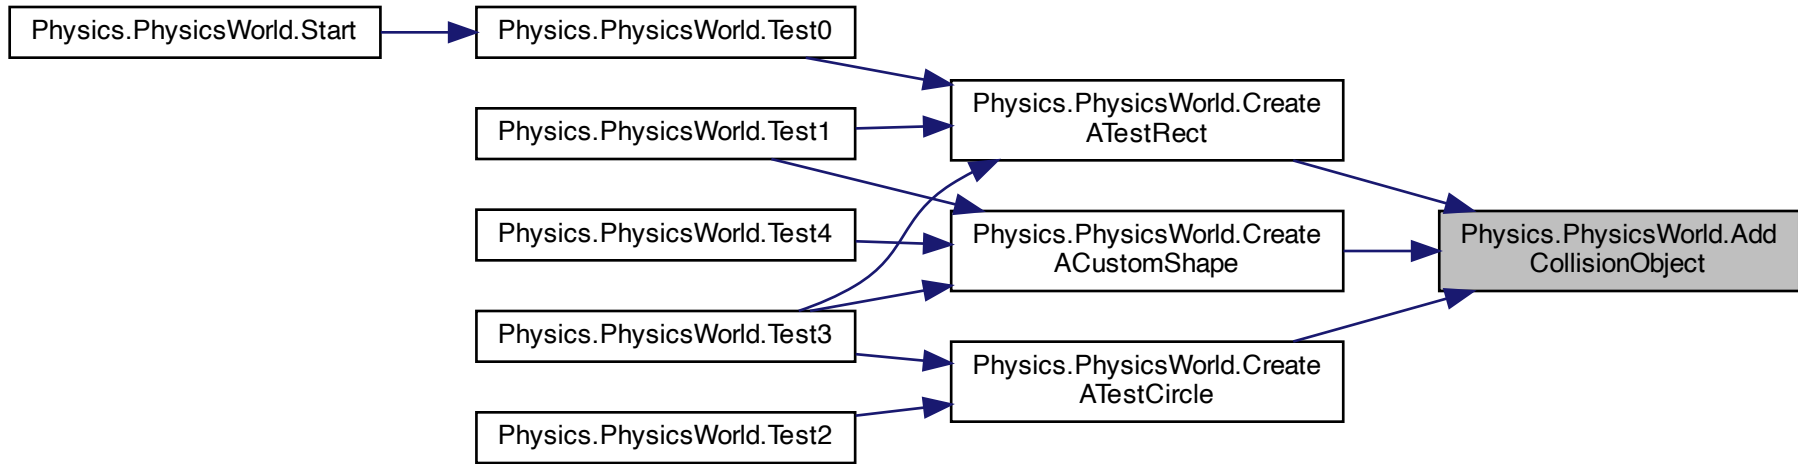 Physics.PhysicsWorld.Start
Physics.PhysicsWorld.Test0
Physics.PhysicsWorld.Test1
Physics.PhysicsWorld.Test4
Physics.PhysicsWorld.Test3
Physics.PhysicsWorld.Test2
Physics.PhysicsWorld.Create
ATestRect
Physics.PhysicsWorld.Create
ACustomShape
Physics.PhysicsWorld.Create
ATestCircle
Physics.PhysicsWorld.Add
CollisionObject